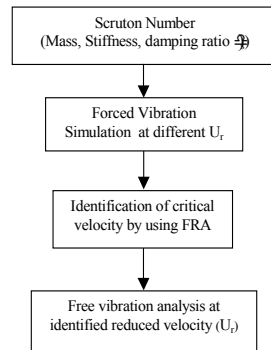 Scruton Number
(Mass, Stiffness, damping ratio )
Forced Vibration
Simulation at different Uᵣ
Identification of critical
velocity by using FRA
Free vibration analysis at
identified reduced velocity (Uᵣ)